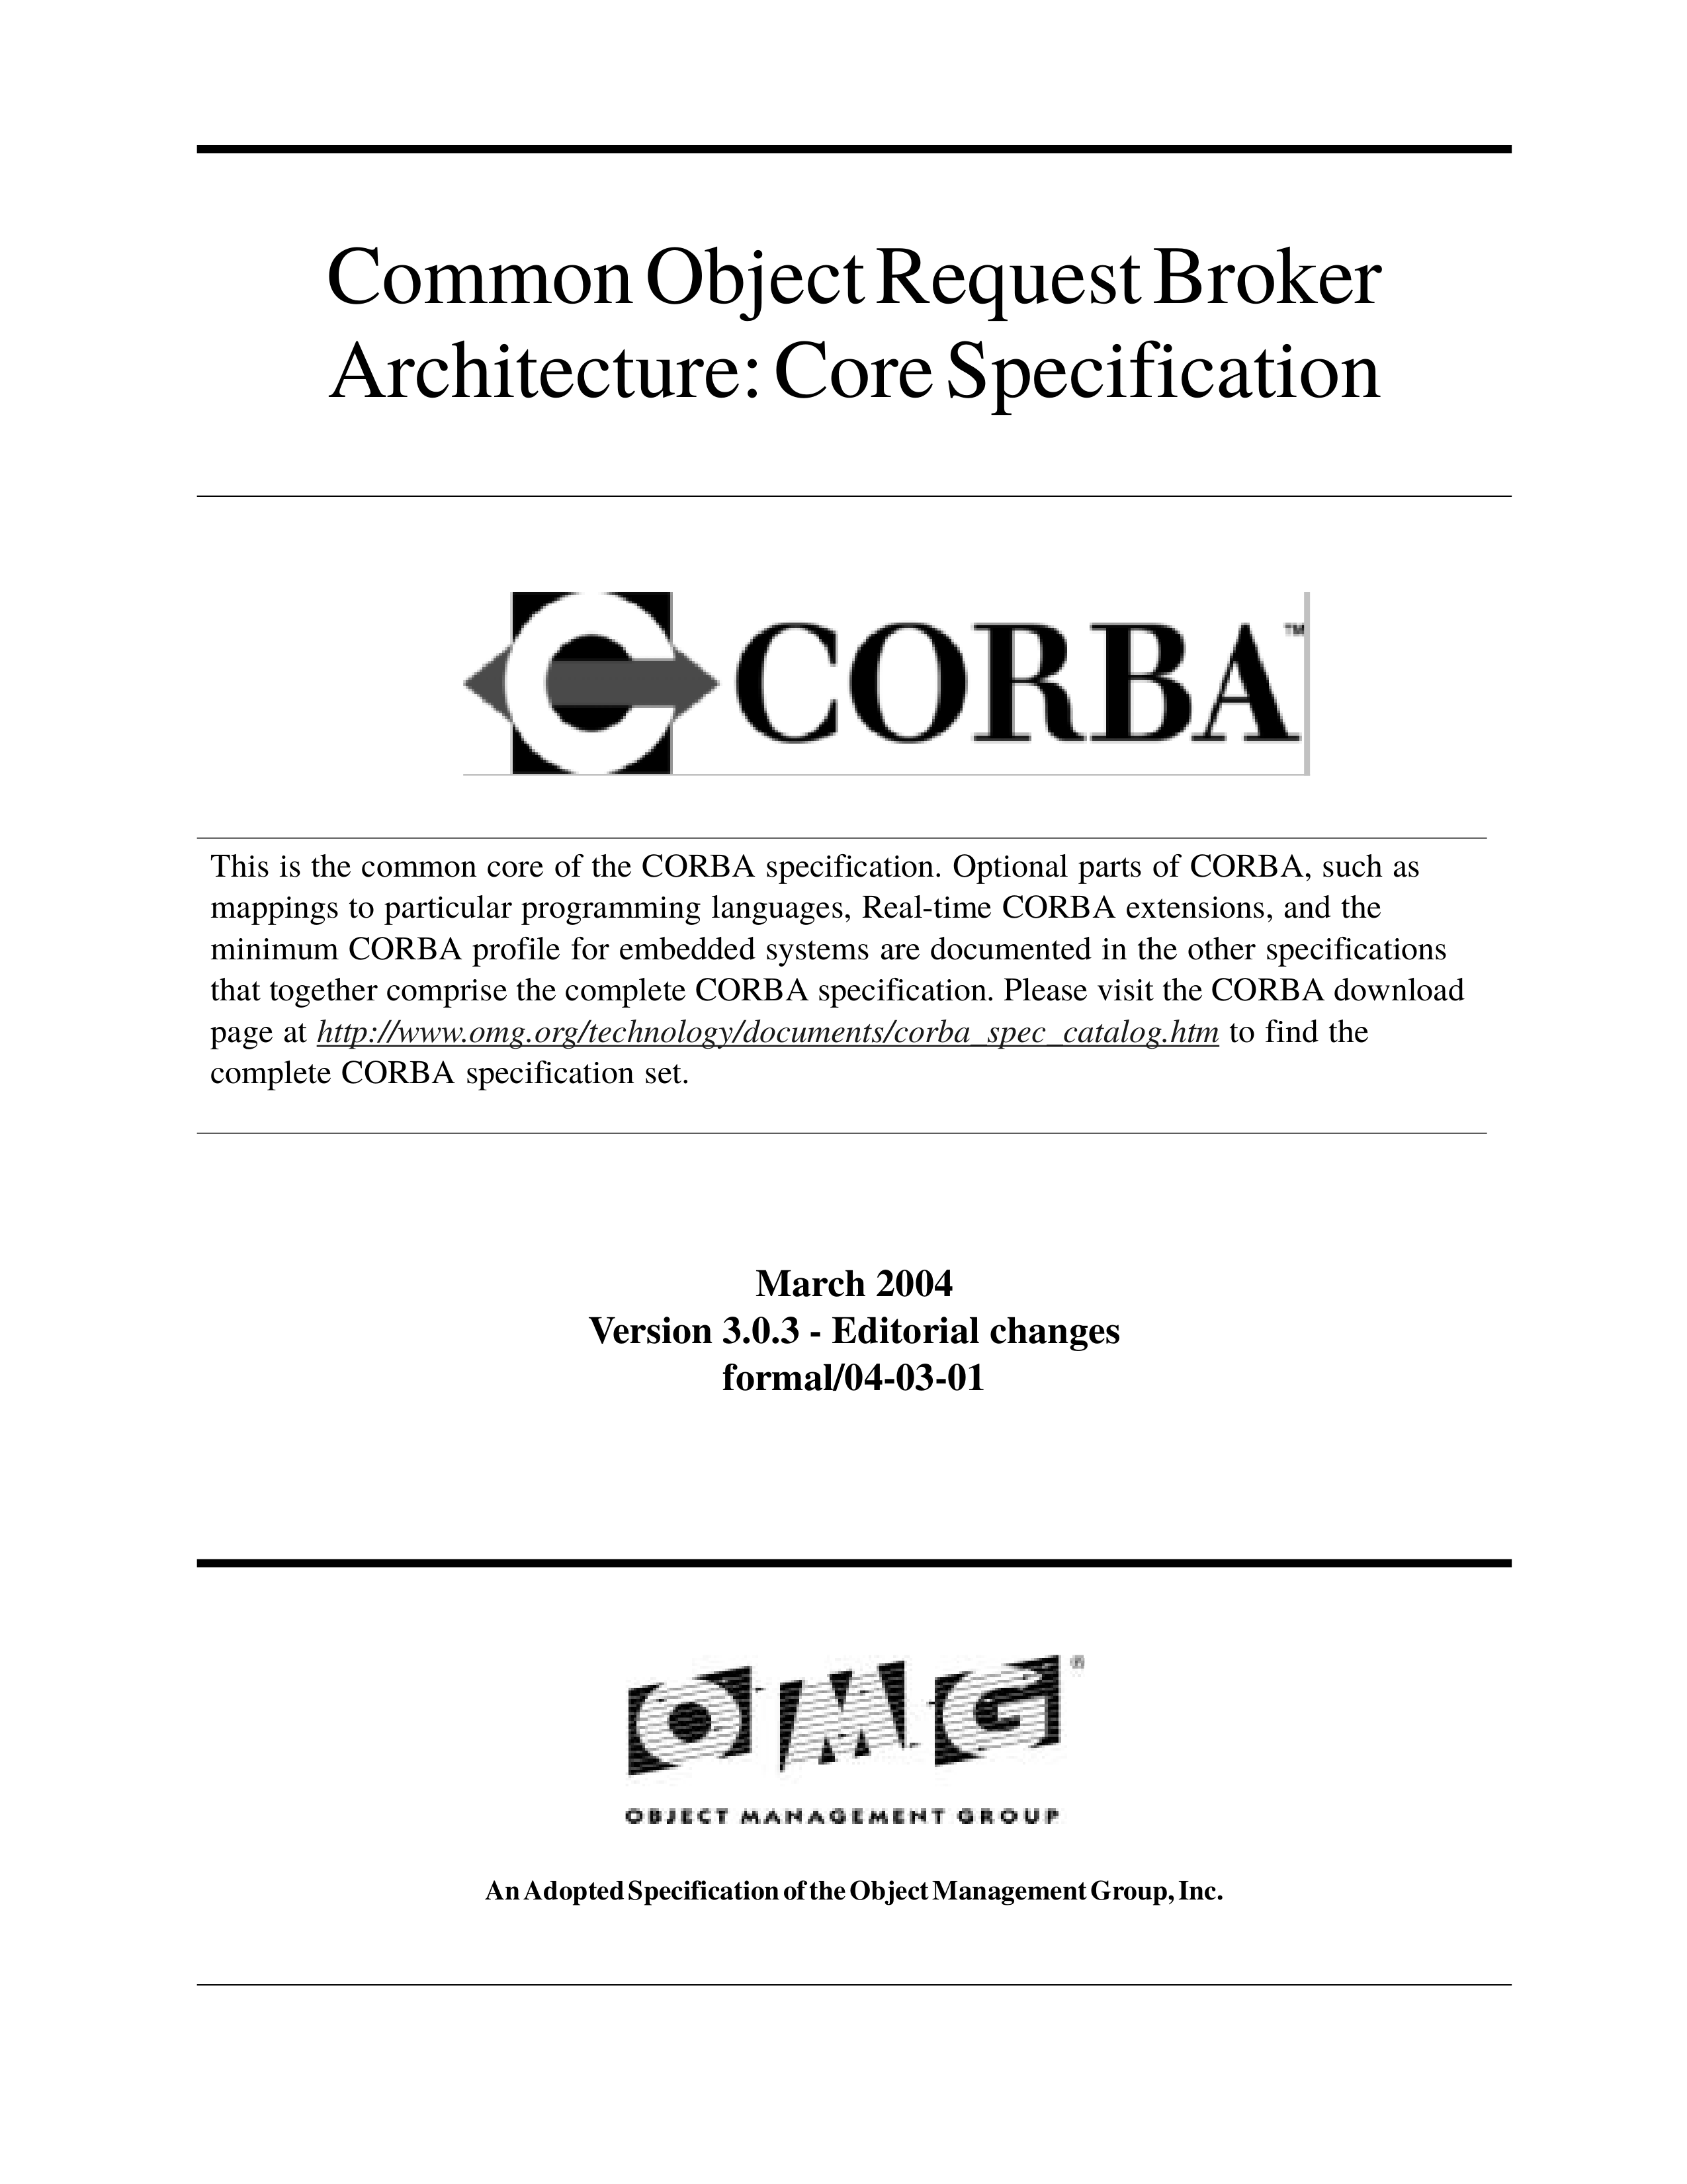 Common Object Request Broker
Architecture: Core Specification
CORBA™
This is the common core of the CORBA specification. Optional parts of CORBA, such as
mappings to particular programming languages, Real-time CORBA extensions, and the
minimum CORBA profile for embedded systems are documented in the other specifications
that together comprise the complete CORBA specification. Please visit the CORBA download
page at http://www.omg.org/technology/documents/corba_spec_catalog.htm to find the
complete CORBA specification set.
March 2004
Version 3.0.3 - Editorial changes
formal/04-03-01
OMG®
OBJECT MANAGEMENT GROUP
An Adopted Specification of the Object Management Group, Inc.